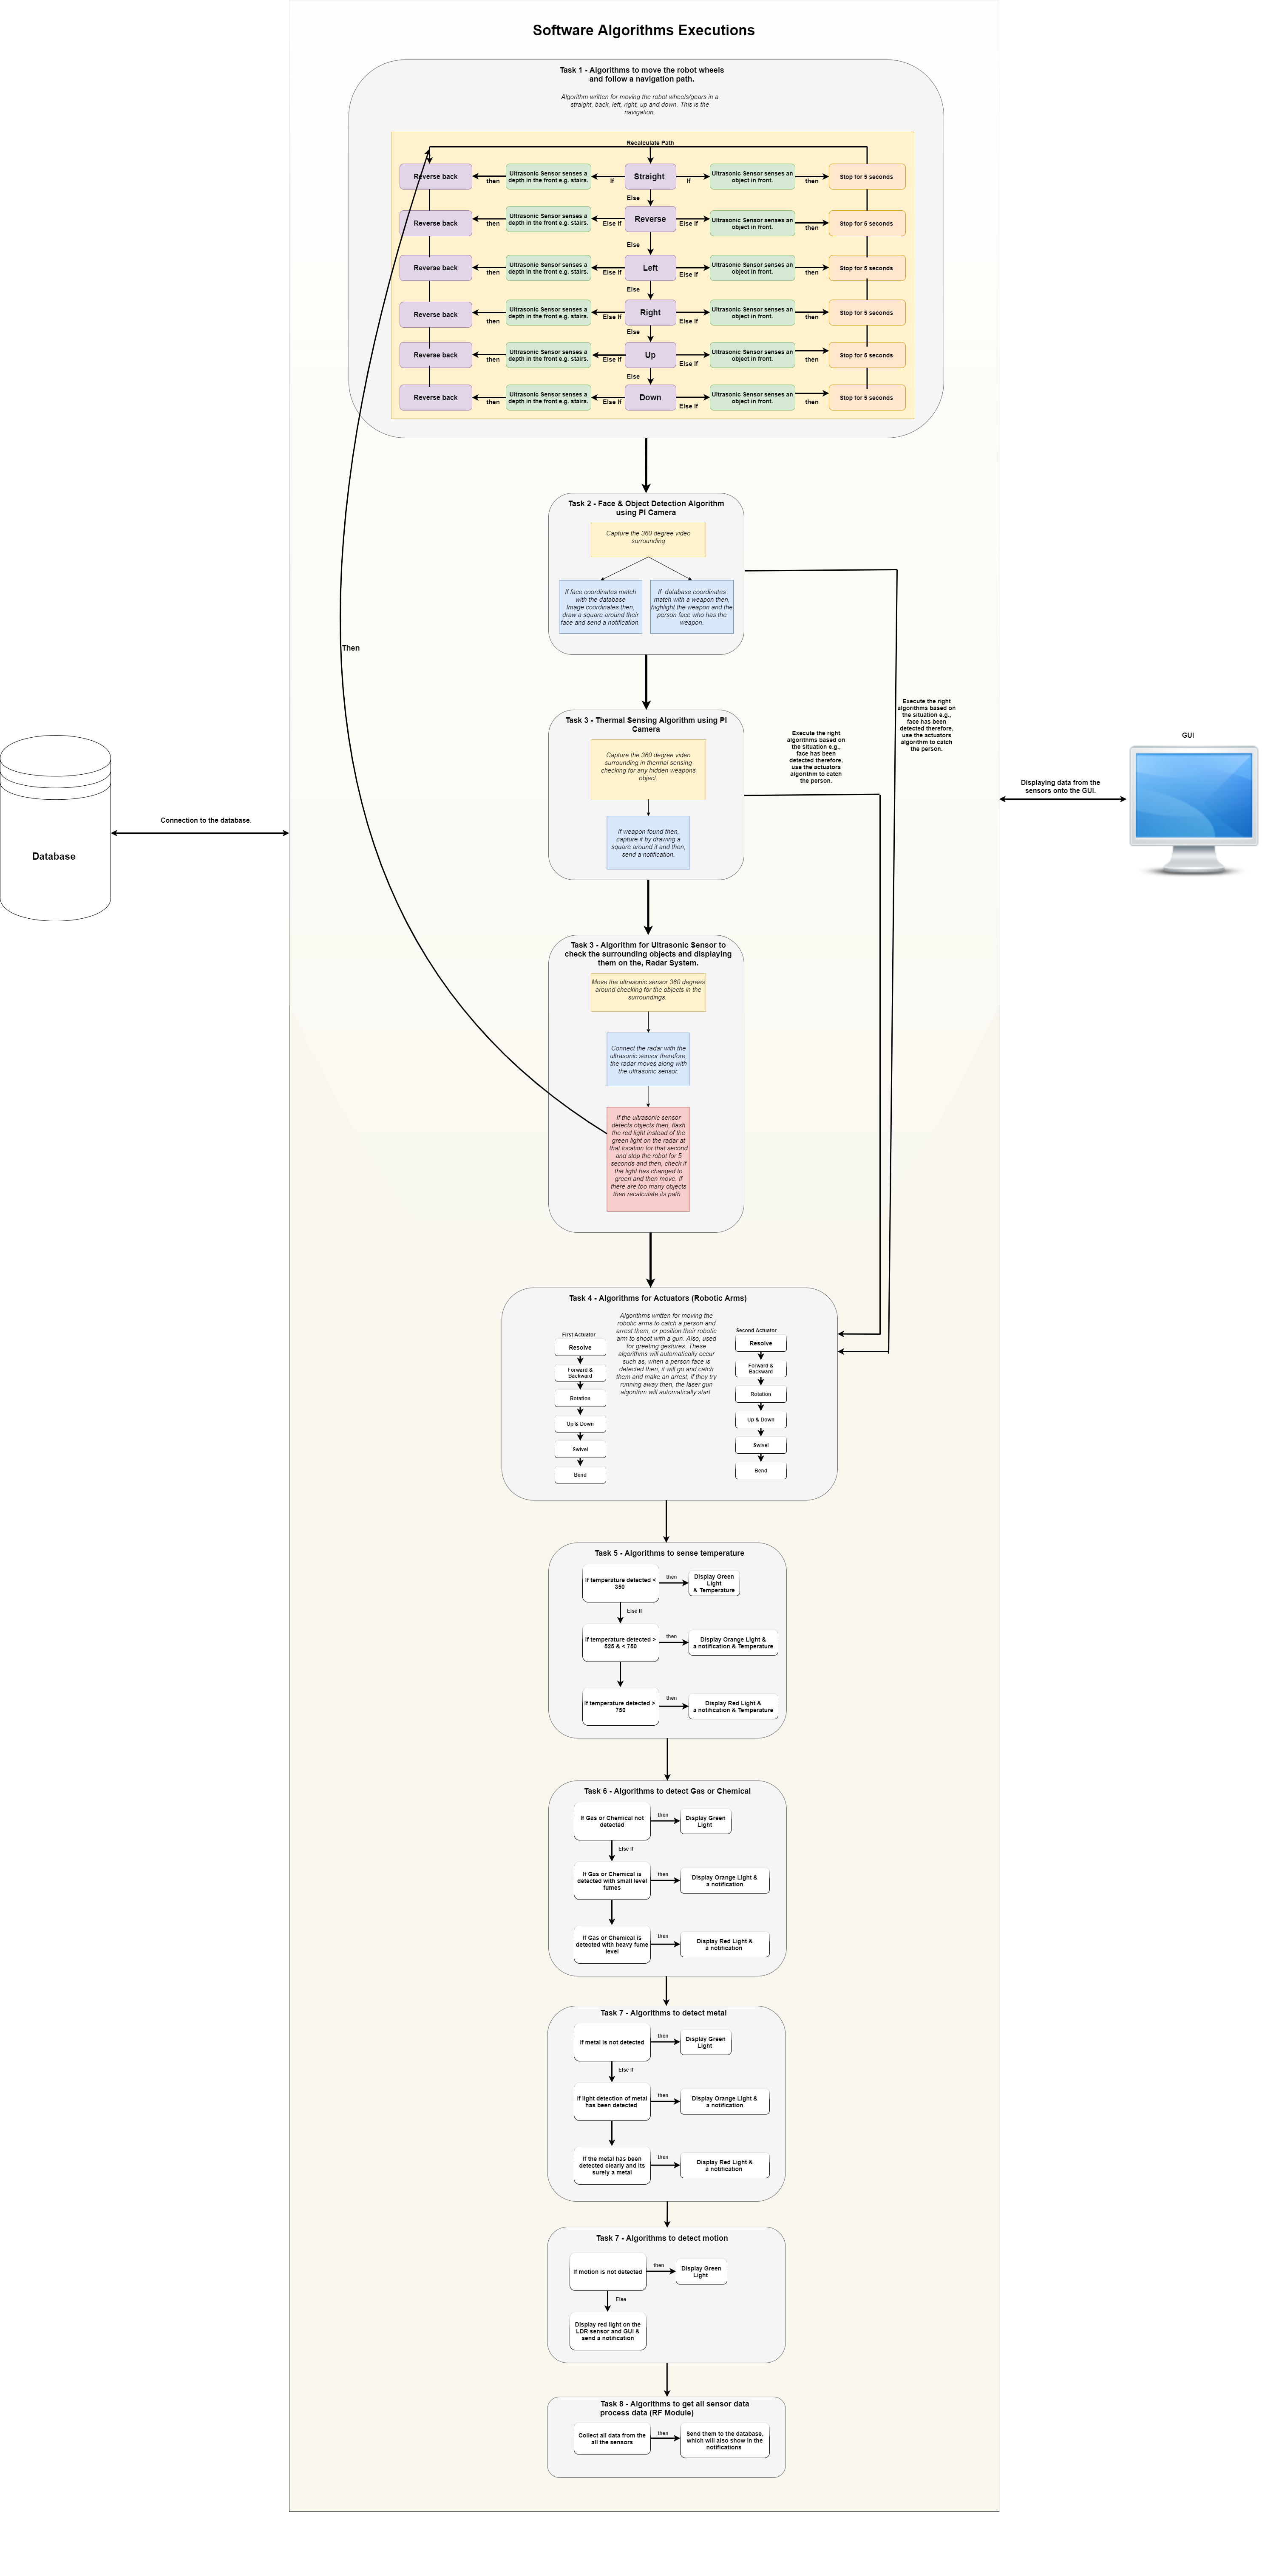 Software Algorithms Executions
Task 1 - Algorithms to move the robot wheels
and follow a navigation path.
Algorithm written for moving the robot wheels/gears in a
straight, back, left, right, up and down. This is the
navigation.
Recalculate Path
Reverse back
then
Ultrasonic Sensor senses a
depth in the front e.g. stairs.
If
Straight
If
Ultrasonic Sensor senses an
object in front.
then
Stop for 5 seconds
Else
Reverse back
then
Ultrasonic Sensor senses a
depth in the front e.g. stairs.
Else If
Reverse
Else If
Ultrasonic Sensor senses an
object in front.
then
Stop for 5 seconds
Else
Reverse back
then
Ultrasonic Sensor senses a
depth in the front e.g. stairs.
Else If
Left
Else If
Ultrasonic Sensor senses an
object in front.
then
Stop for 5 seconds
Else
Reverse back
then
Ultrasonic Sensor senses a
depth in the front e.g. stairs.
Else If
Right
Else If
Ultrasonic Sensor senses an
object in front.
then
Stop for 5 seconds
Else
Reverse back
then
Ultrasonic Sensor senses a
depth in the front e.g. stairs.
Else If
Up
Else If
Ultrasonic Sensor senses an
object in front.
then
Stop for 5 seconds
Else
Reverse back
then
Ultrasonic Sensor senses a
depth in the front e.g. stairs.
Else If
Down
Else If
Ultrasonic Sensor senses an
object in front.
then
Stop for 5 seconds
Task 2 - Face & Object Detection Algorithm
using PI Camera
Capture the 360 degree video
surrounding
If face coordinates match
with the database
Image coordinates then,
draw a square around their
face and send a notification.
If database coordinates
match with a weapon then,
highlight the weapon and the
person face who has the
weapon.
Then
Task 3 - Thermal Sensing Algorithm using PI
Camera
Capture the 360 degree video
surrounding in thermal sensing
checking for any hidden weapons
object.
If weapon found then,
capture it by drawing a
square around it and then,
send a notification.
Execute the right
algorithms based on
the situation e.g.,
face has been
detected therefore,
use the actuators
algorithm to catch
the person.
Execute the right
algorithms based on
the situation e.g.,
face has been
detected therefore,
use the actuators
algorithm to catch
the person.
GUI
Displaying data from the
sensors onto the GUI.
Connection to the database.
Database
Task 3 - Algorithm for Ultrasonic Sensor to
check the surrounding objects and displaying
them on the, Radar System.
Move the ultrasonic sensor 360 degrees
around checking for the objects in the
surroundings.
Connect the radar with the
ultrasonic sensor therefore,
the radar moves along with
the ultrasonic sensor.
If the ultrasonic sensor
detects objects then, flash
the red light instead of the
green light on the radar at
that location for that second
and stop the robot for 5
seconds and then, check if
the light has changed to
green and then move. If
there are too many objects
then recalculate its path.
Task 4 - Algorithms for Actuators (Robotic Arms)
Algorithms written for moving the
robotic arms to catch a person and
arrest them, or position their robotic
arm to shoot with a gun. Also, used
for greeting gestures. These
algorithms will automatically occur
such as, when a person face is
detected then, it will go and catch
them and make an arrest, if they try
running away then, the laser gun
algorithm will automatically start.
First Actuator
Resolve
Forward &
Backward
Rotation
Up & Down
Swivel
Bend
Second Actuator
Resolve
Forward &
Backward
Rotation
Up & Down
Swivel
Bend
Task 5 - Algorithms to sense temperature
If temperature detected <
350
then
Display Green
Light
& Temperature
Else If
If temperature detected >
525 & < 750
then
Display Orange Light &
a notification & Temperature
If temperature detected >
750
then
Display Red Light &
a notification & Temperature
Task 6 - Algorithms to detect Gas or Chemical
If Gas or Chemical not
detected
then
Display Green
Light
Else If
If Gas or Chemical is
detected with small level
fumes
then
Display Orange Light &
a notification
If Gas or Chemical is
detected with heavy fume
level
then
Display Red Light &
a notification
Task 7 - Algorithms to detect metal
If metal is not detected
then
Display Green
Light
Else If
If light detection of metal
has been detected
then
Display Orange Light &
a notification
If the metal has been
detected clearly and its
surely a metal
then
Display Red Light &
a notification
Task 7 - Algorithms to detect motion
If motion is not detected
then
Display Green
Light
Else
Display red light on the
LDR sensor and GUI &
send a notification
Task 8 - Algorithms to get all sensor data
process data (RF Module)
Collect all data from the
all the sensors
then
Send them to the database,
which will also show in the
notifications